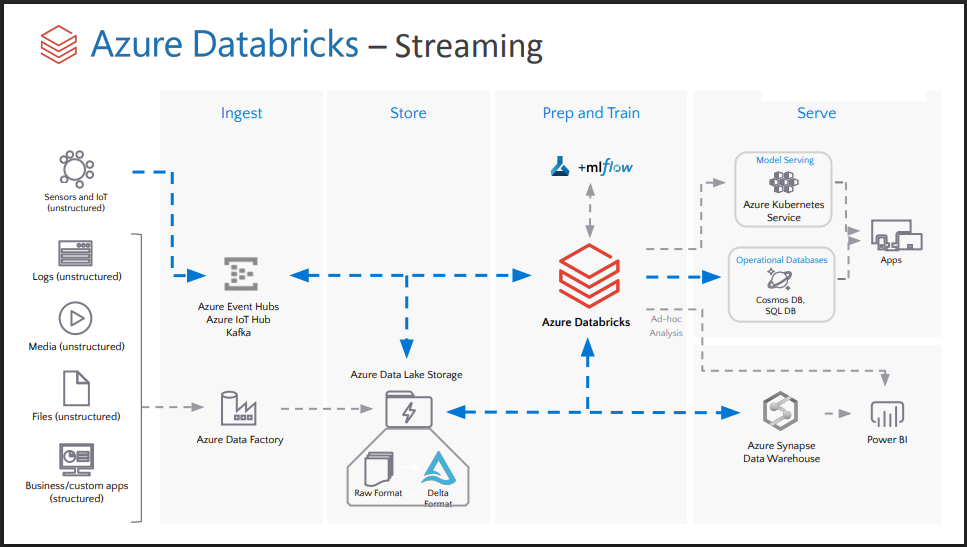 Azure Databricks – Streaming
Ingest
Store
Prep and Train
Serve
Sensors and IoT
(unstructured)
Logs (unstructured)
Media (unstructured)
Files (unstructured)
Business/custom apps
(structured)
Azure Event Hubs
Azure IoT Hub
Kafka
Azure Data Factory
Azure Data Lake Storage
Raw Format
Delta
Format
+mlflow
Azure Databricks
Ad-hoc
Analysis
Model Serving
Azure Kubernetes
Service
Operational Databases
Cosmos DB,
SQL DB
Apps
Azure Synapse
Data Warehouse
Power BI